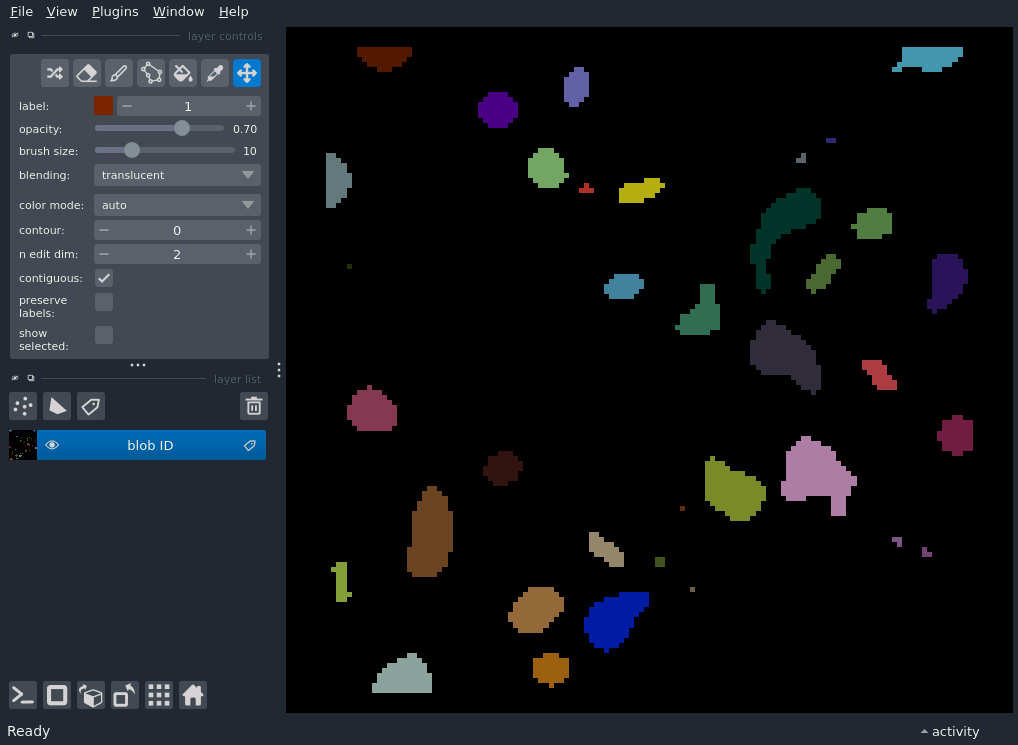 File View Plugins Window Help
layer controls
label: 1
opacity: 0.70
brush size: 10
blending: translucent
color mode: auto
contour: 0
n edit dim: 2
contiguous:
preserve
labels:
show
selected:
layer list
blob ID
Ready
activity